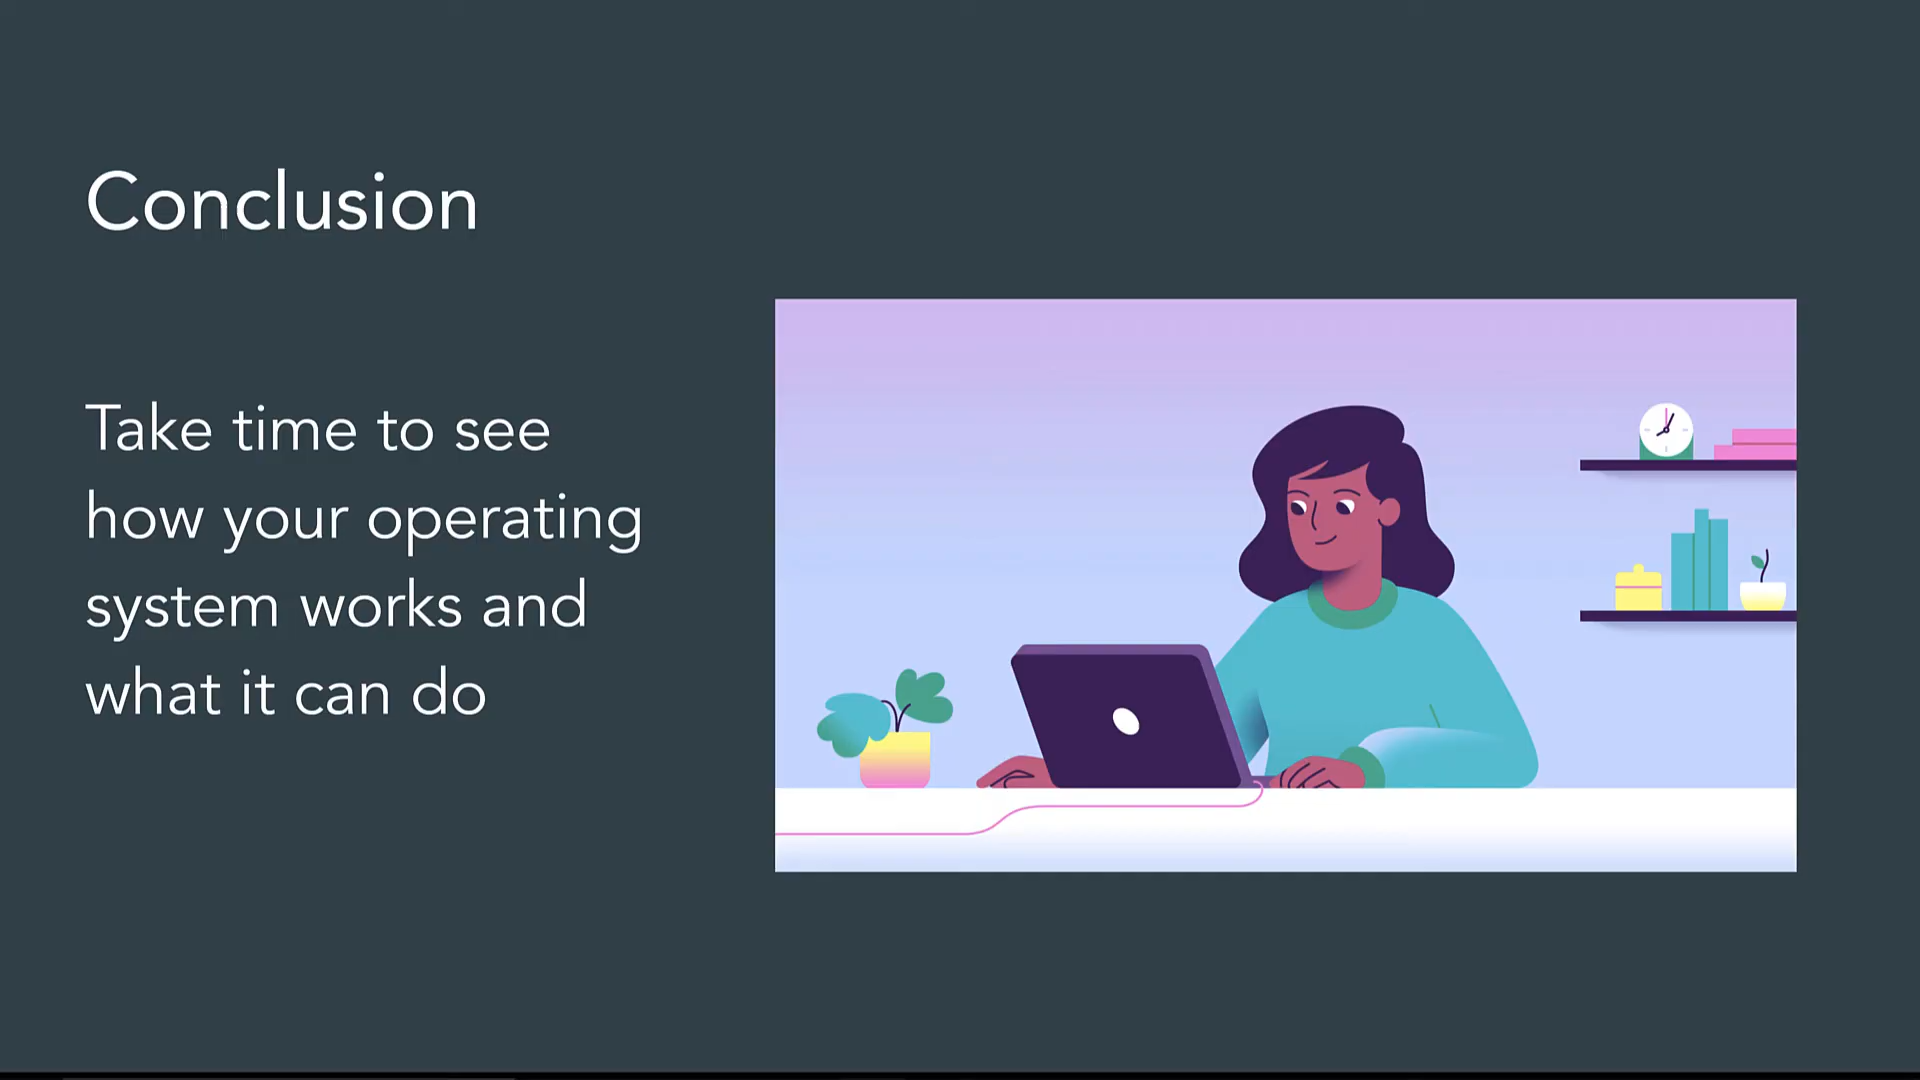 Conclusion
Take time to see
how your operating
system works and
what it can do